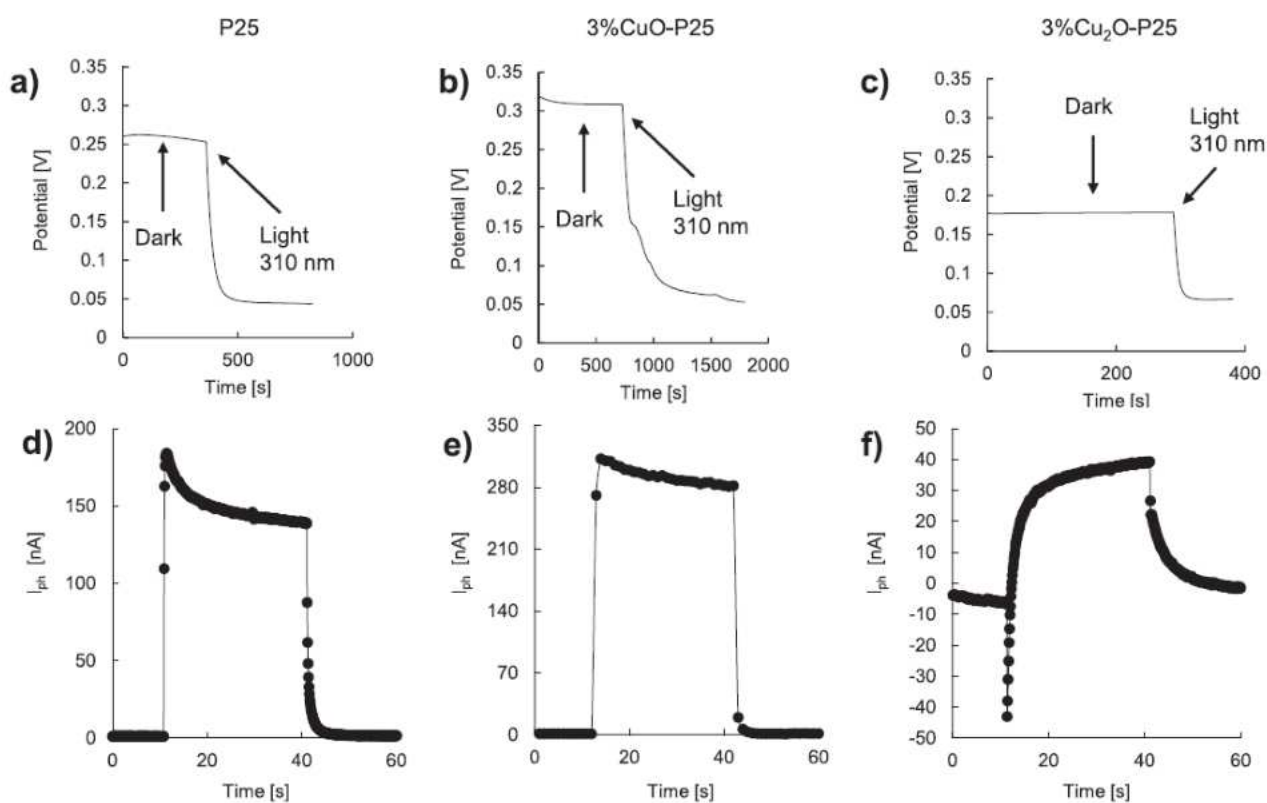 P25
3%CuO-P25
3%Cu₂O-P25
a)
0.35
0.3
0.25
0.2
0.15
0.1
0.05
0
Potential [V]
Dark
Light
310 nm
0 500 1000
Time [s]
b)
0.35
0.3
0.25
0.2
0.15
0.1
0.05
0
Potential [V]
Dark
Light
310 nm
0 500 1000 1500 2000
Time [s]
c)
0.35
0.3
0.25
0.2
0.15
0.1
0.05
0
Potential [V]
Dark
Light
310 nm
0 200 400
Time [s]
d)
200
150
100
50
0
Iph [nA]
0 20 40 60
Time [s]
e)
350
280
210
140
70
0
Iph [nA]
0 20 40 60
Time [s]
f)
50
40
30
20
10
0
-10
-20
-30
-40
-50
Iph [nA]
0 20 40 60
Time [s]